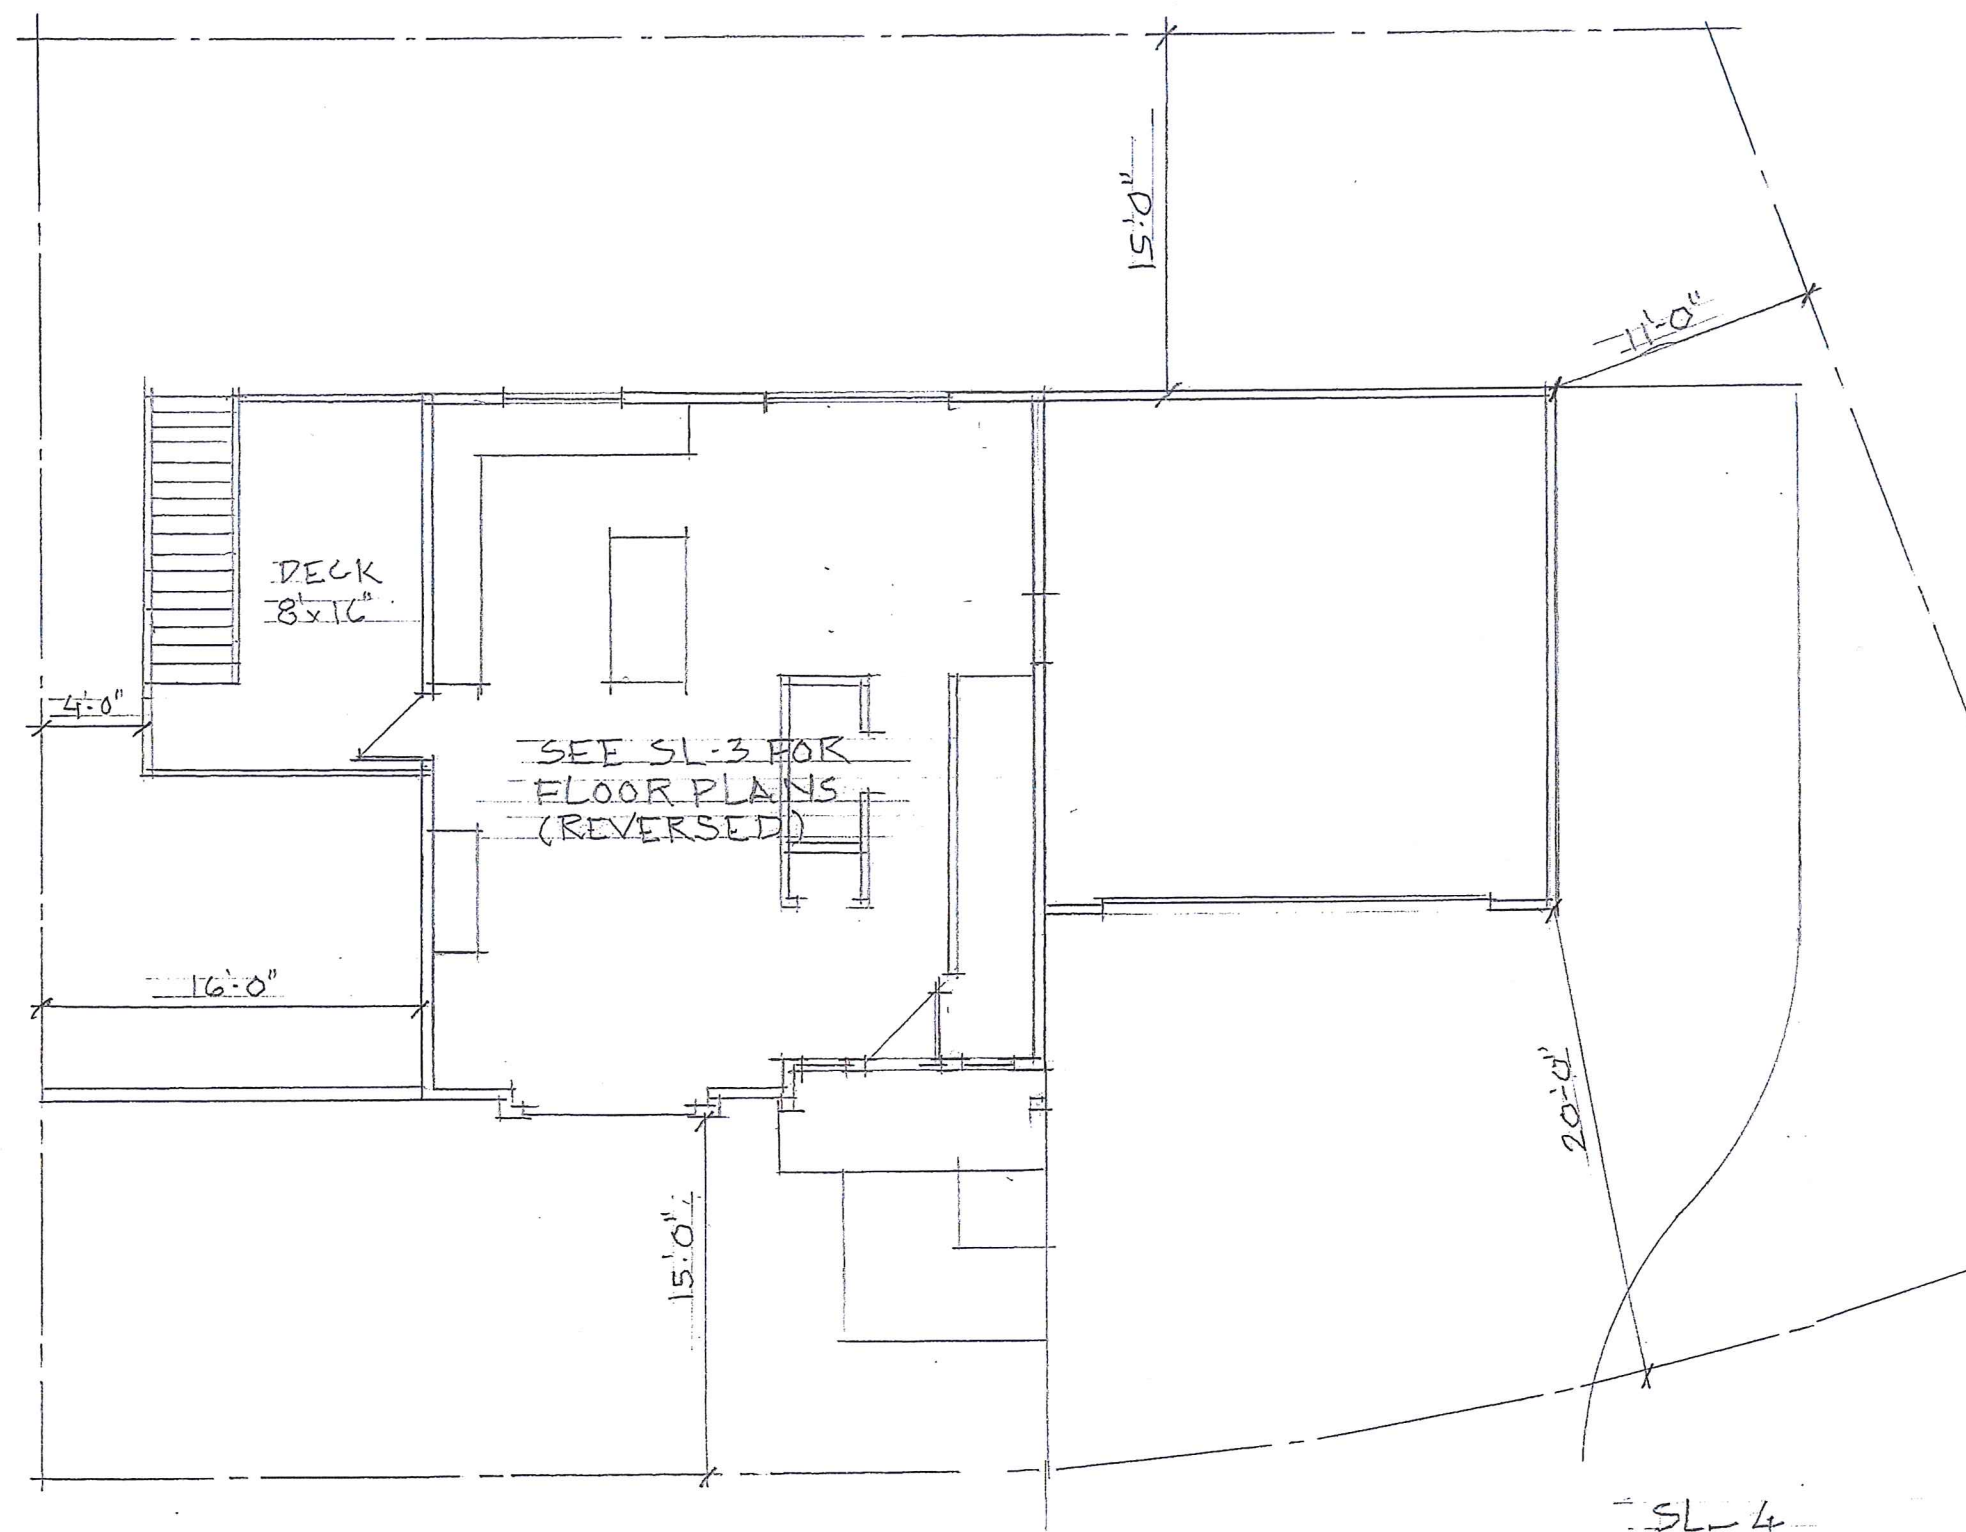 15'-0"
11'-0"
DECK
8'x16'
4'-0"
SEE SL-3 FOR
FLOOR PLANS
(REVERSED)
16'-0"
20'-0"
15'-0"
SL-4